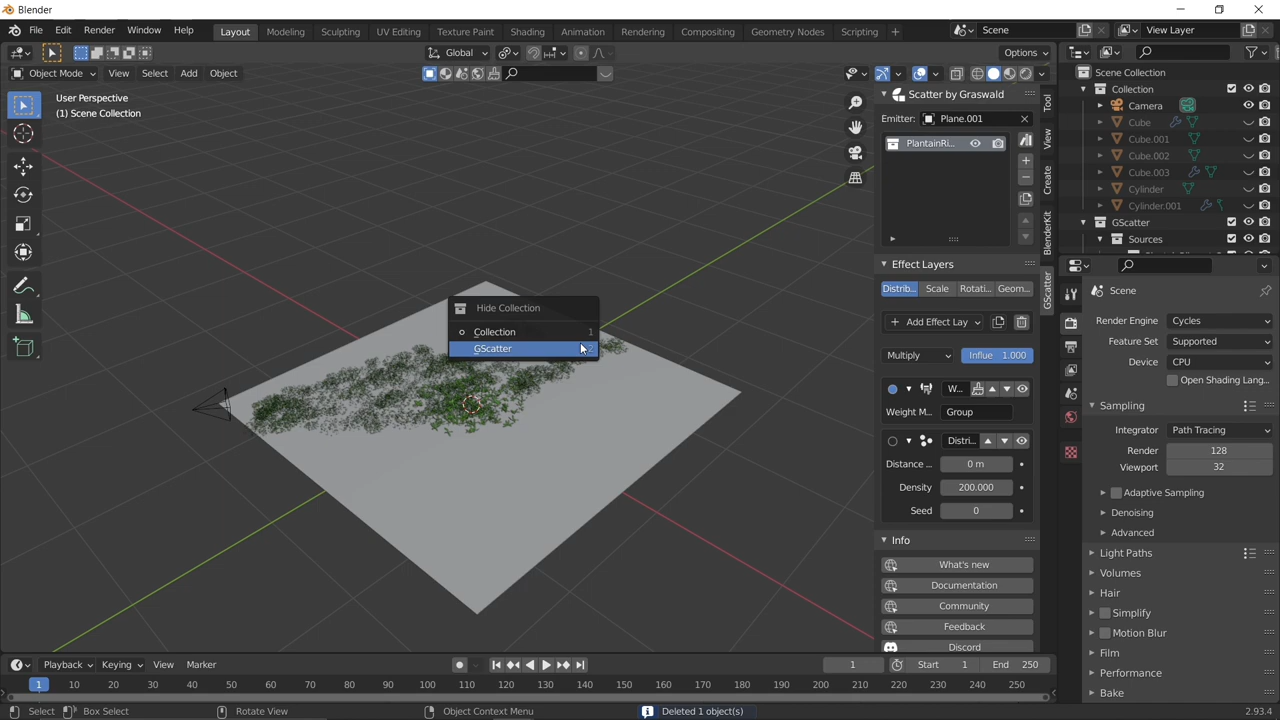 Blender
File Edit Render Window Help Layout Modeling Sculpting UV Editing Texture Paint Shading Animation Rendering Compositing Geometry Nodes Scripting + Scene View Layer
Global Options
Object Mode View Select Add Object
User Perspective
(1) Scene Collection
Hide Collection
Collection 1
GScatter 2
Scatter by Graswald
Emitter: Plane.001
PlantainRi...
Effect Layers
Distrib... Scale Rotati... Geom...
Add Effect Lay
Multiply Influe 1.000
W...
Weight M... Group
Distri...
Distance ... 0 m
Density 200.000
Seed 0
Info
What's new
Documentation
Community
Feedback
Discord
Tool
View
Create
BlenderKit
GScatter
Scene Collection
Collection
Camera
Cube
Cube.001
Cube.002
Cube.003
Cylinder
Cylinder.001
GScatter
Sources
Scene
Render Engine Cycles
Feature Set Supported
Device CPU
Open Shading Lang...
Sampling
Integrator Path Tracing
Render 128
Viewport 32
Adaptive Sampling
Denoising
Advanced
Light Paths
Volumes
Hair
Simplify
Motion Blur
Film
Performance
Bake
Playback Keying View Marker 1 Start 1 End 250
1 10 20 30 40 50 60 70 80 90 100 110 120 130 140 150 160 170 180 190 200 210 220 230 240 250
Select Box Select Rotate View Object Context Menu Deleted 1 object(s) 2.93.4